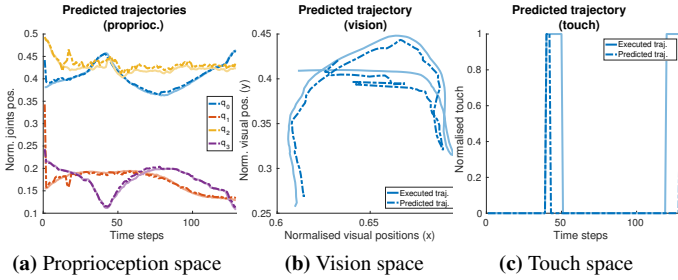 Predicted trajectories
(proprioc.)
0.5
0.45
0.4
0.35
0.3
0.25
0.2
0.15
0.1
0
50
100
Norm. joints pos.
Time steps
q0
q1
q2
q3
Predicted trajectory
(vision)
0.45
0.4
0.35
0.3
0.25
0.6
0.65
Norm. visual pos. (y)
Normalised visual positions (x)
Executed traj.
Predicted traj.
Predicted trajectory
(touch)
1
0.8
0.6
0.4
0.2
0
0
50
100
Normalised touch
Time steps
Executed traj.
Predicted traj.
(a) Proprioception space
(b) Vision space
(c) Touch space